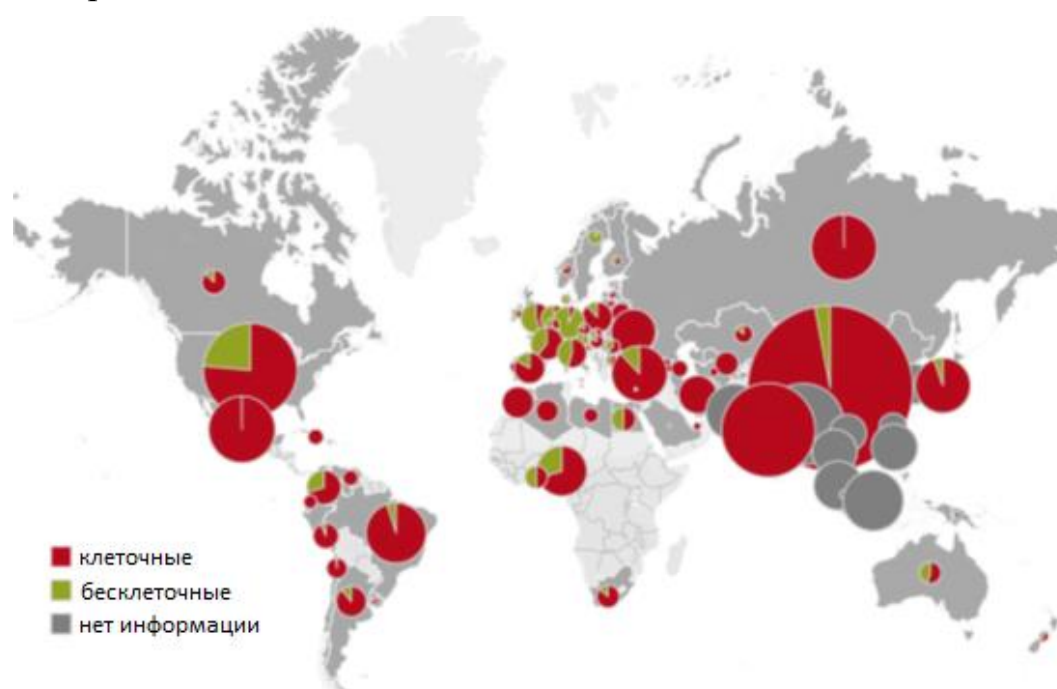 клеточные
бесклеточные
нет информации